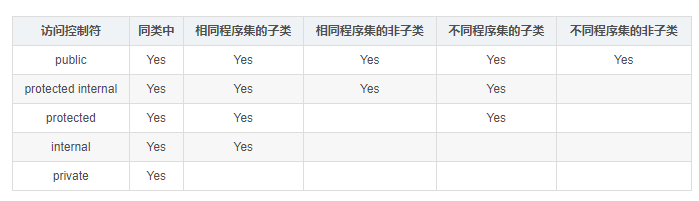 访问控制符 同类中 相同程序集的子类 相同程序集的非子类 不同程序集的子类 不同程序集的非子类
public Yes Yes Yes Yes Yes
protected internal Yes Yes Yes Yes
protected Yes Yes Yes
internal Yes Yes
private Yes